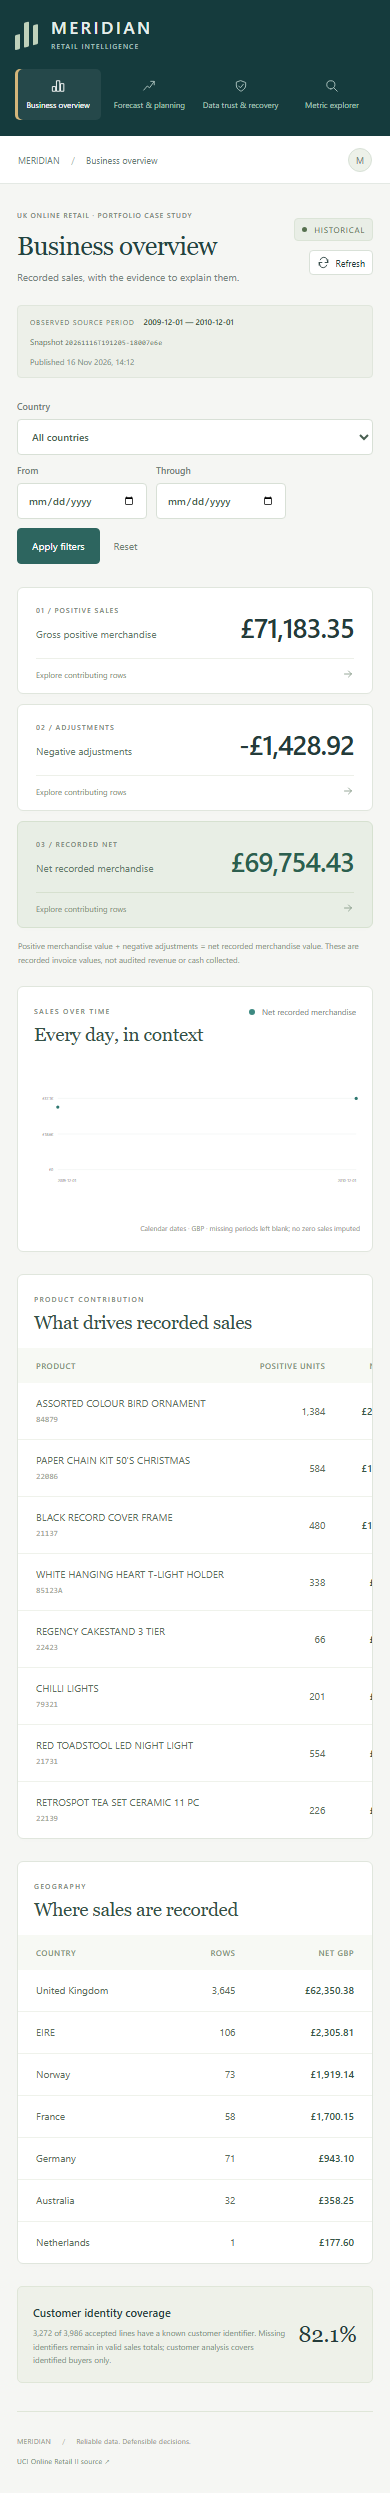 MERIDIAN
RETAIL INTELLIGENCE
Business overview
Forecast & planning
Data trust & recovery
Metric explorer
MERIDIAN / Business overview
M
UK ONLINE RETAIL · PORTFOLIO CASE STUDY
HISTORICAL
Business overview
Refresh
Recorded sales, with the evidence to explain them.
OBSERVED SOURCE PERIOD 2009-12-01 — 2010-12-01
Snapshot 20261116T191205-18007e6e
Published 16 Nov 2026, 14:12
Country
All countries
From Through
mm/dd/yyyy mm/dd/yyyy
Apply filters Reset
01 / POSITIVE SALES
Gross positive merchandise £71,183.35
Explore contributing rows →
02 / ADJUSTMENTS
Negative adjustments -£1,428.92
Explore contributing rows →
03 / RECORDED NET
Net recorded merchandise £69,754.43
Explore contributing rows →
Positive merchandise value + negative adjustments = net recorded merchandise value. These are
recorded invoice values, not audited revenue or cash collected.
SALES OVER TIME
Net recorded merchandise
Every day, in context
Calendar dates · GBP · missing periods left blank; no zero sales imputed
PRODUCT CONTRIBUTION
What drives recorded sales
PRODUCT POSITIVE UNITS
ASSORTED COLOUR BIRD ORNAMENT
84879
1,384 £2
PAPER CHAIN KIT 50'S CHRISTMAS
22086
584 £1
BLACK RECORD COVER FRAME
21137
480 £1
WHITE HANGING HEART T-LIGHT HOLDER
85123A
338
REGENCY CAKESTAND 3 TIER
22423
66
CHILLI LIGHTS
79321
201
RED TOADSTOOL LED NIGHT LIGHT
21731
554
RETROSPOT TEA SET CERAMIC 11 PC
22139
226
GEOGRAPHY
Where sales are recorded
COUNTRY ROWS NET GBP
United Kingdom 3,645 £62,350.38
EIRE 106 £2,305.81
Norway 73 £1,919.14
France 58 £1,700.15
Germany 71 £943.10
Australia 32 £358.25
Netherlands 1 £177.60
Customer identity coverage
3,272 of 3,986 accepted lines have a known customer identifier. Missing
identifiers remain in valid sales totals; customer analysis covers
identified buyers only.
82.1%
MERIDIAN / Reliable data. Defensible decisions.
UCI Online Retail II source ↗